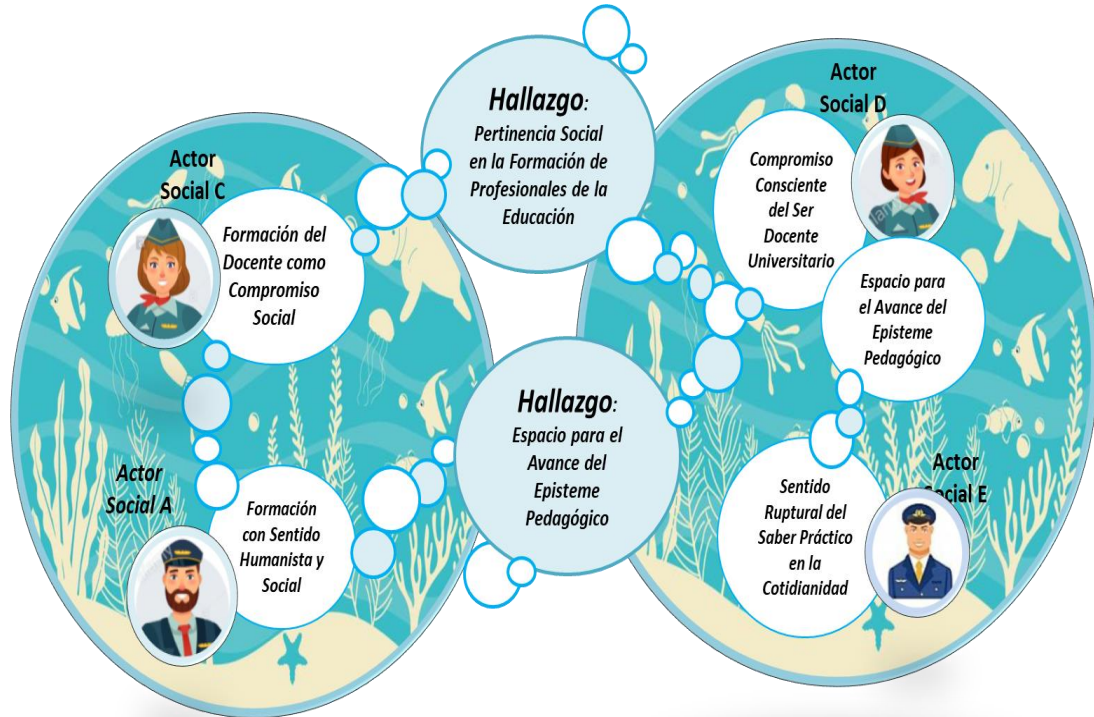 Actor
Social C
Formación del
Docente como
Compromiso
Social
Actor
Social A
Formación
con Sentido
Humanista y
Social
Hallazgo:
Pertinencia Social
en la Formación de
Profesionales de la
Educación
Hallazgo:
Espacio para el
Avance del
Episteme
Pedagógico
Actor
Social D
Compromiso
Consciente
del Ser
Docente
Universitario
Espacio para
el Avance del
Episteme
Pedagógico
Actor
Social E
Sentido
Ruptural del
Saber Práctico
en la
Cotidianidad